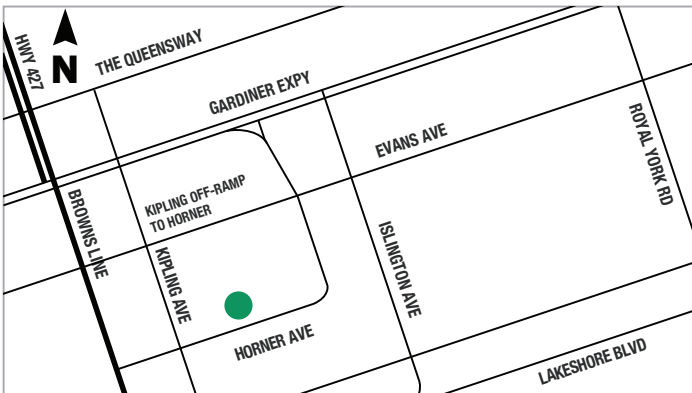 HWY 427
N
THE QUEENSWAY
GARDINER EXPY
EVANS AVE
ROYAL YORK RD
KIPLING OFF-RAMP
TO HORNER
BROWNS LINE
KIPLING AVE
ISLINGTON AVE
HORNER AVE
LAKESHORE BLVD